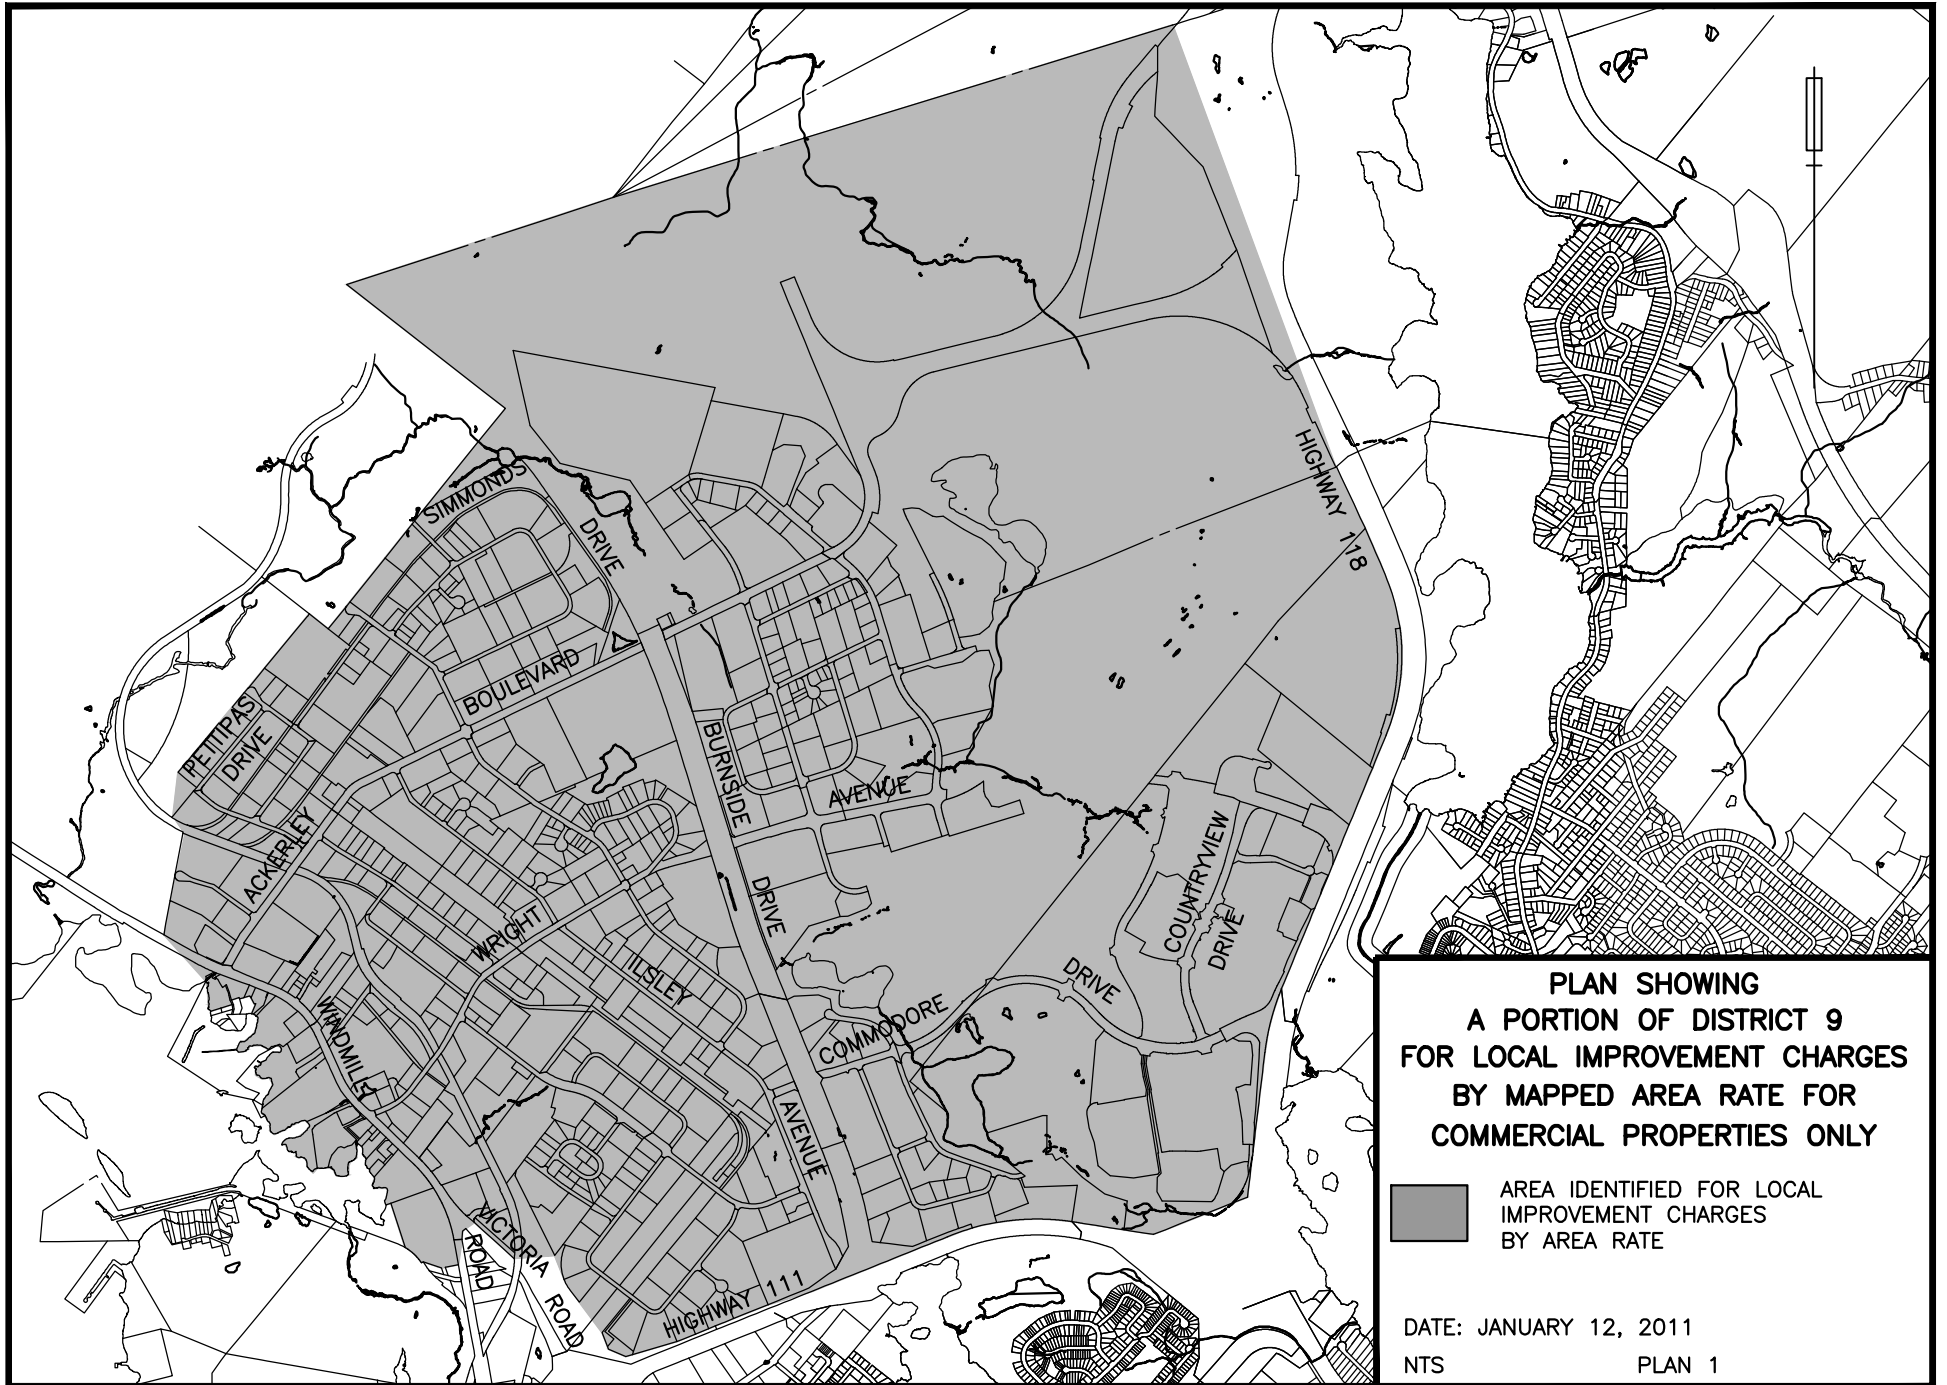 SIMMONDS
DRIVE
HIGHWAY 118
BOULEVARD
PETTIPAS
DRIVE
BURNSIDE
DRIVE
AVENUE
ACKERLEY
COUNTRYVIEW
DRIVE
WRIGHT
ILSLEY
AVENUE
COMMODORE
DRIVE
WINDMILL
ROAD
VICTORIA
ROAD
HIGHWAY 111
PLAN SHOWING
A PORTION OF DISTRICT 9
FOR LOCAL IMPROVEMENT CHARGES
BY MAPPED AREA RATE FOR
COMMERCIAL PROPERTIES ONLY
AREA IDENTIFIED FOR LOCAL
IMPROVEMENT CHARGES
BY AREA RATE
DATE: JANUARY 12, 2011
NTS PLAN 1